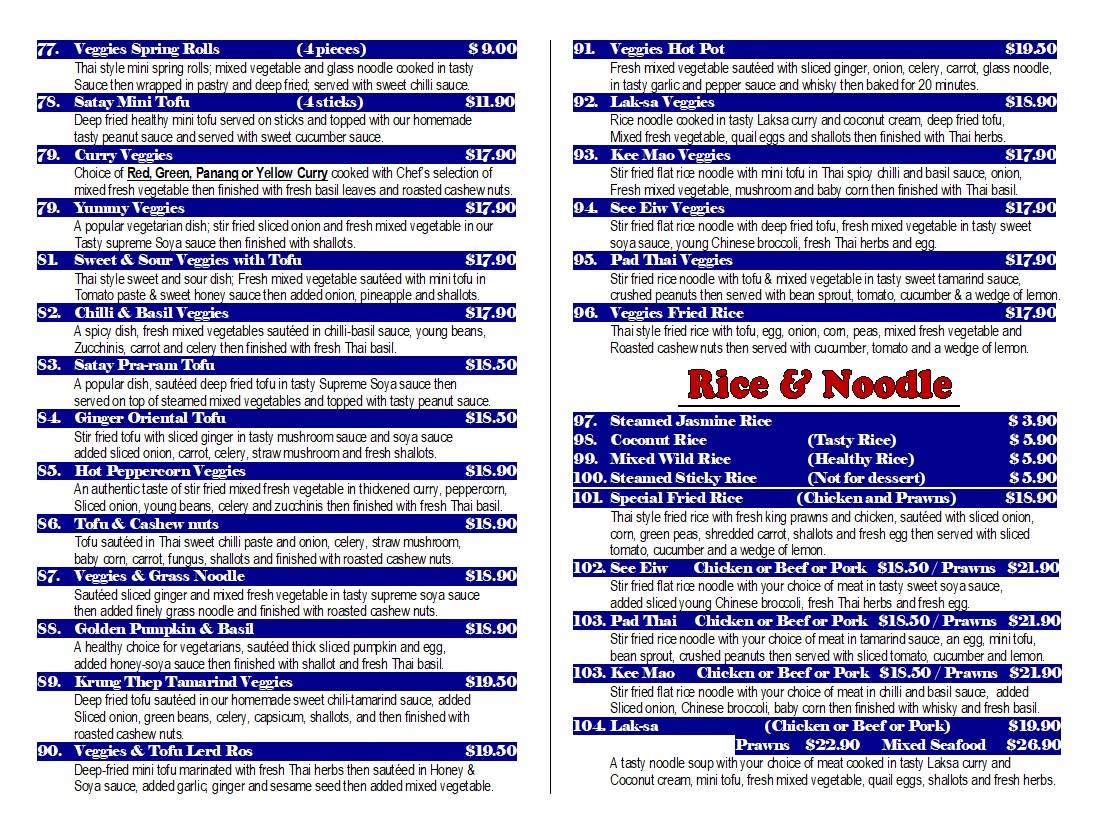 77. Veggies Spring Rolls (4 pieces) $ 9.00
Thai style mini spring rolls; mixed vegetable and glass noodle cooked in tasty
Sauce then wrapped in pastry and deep fried; served with sweet chilli sauce.
78. Satay Mini Tofu (4 sticks) $11.90
Deep fried healthy mini tofu served on sticks and topped with our homemade
tasty peanut sauce and served with sweet cucumber sauce.
79. Curry Veggies $17.90
Choice of Red, Green, Panang or Yellow Curry cooked with Chef's selection of
mixed fresh vegetable then finished with fresh basil leaves and roasted cashew nuts.
79. Yummy Veggies $17.90
A popular vegetarian dish; stir fried sliced onion and fresh mixed vegetable in our
Tasty supreme Soya sauce then finished with shallots.
81. Sweet & Sour Veggies with Tofu $17.90
Thai style sweet and sour dish; Fresh mixed vegetable sautéed with mini tofu in
Tomato paste & sweet honey sauce then added onion, pineapple and shallots.
82. Chilli & Basil Veggies $17.90
A spicy dish, fresh mixed vegetables sautéed in chilli-basil sauce, young beans,
Zucchinis, carrot and celery then finished with fresh Thai basil.
83. Satay Pra-ram Tofu $18.50
A popular dish, sautéed deep fried tofu in tasty Supreme Soya sauce then
served on top of steamed mixed vegetables and topped with tasty peanut sauce.
84. Ginger Oriental Tofu $18.50
Stir fried tofu with sliced ginger in tasty mushroom sauce and soya sauce
added sliced onion, carrot, celery, straw mushroom and fresh shallots.
85. Hot Peppercorn Veggies $18.90
An authentic taste of stir fried mixed fresh vegetable in thickened curry, peppercorn,
Sliced onion, young beans, celery and zucchinis then finished with fresh Thai basil.
86. Tofu & Cashew nuts $18.90
Tofu sautéed in Thai sweet chilli paste and onion, celery, straw mushroom,
baby corn, carrot, fungus, shallots and finished with roasted cashew nuts.
87. Veggies & Grass Noodle $18.90
Sautéed sliced ginger and mixed fresh vegetable in tasty supreme soya sauce
then added finely grass noodle and finished with roasted cashew nuts.
88. Golden Pumpkin & Basil $18.90
A healthy choice for vegetarians, sautéed thick sliced pumpkin and egg,
added honey-soya sauce then finished with shallot and fresh Thai basil.
89. Krung Thep Tamarind Veggies $19.50
Deep fried tofu sautéed in our homemade sweet chili-tamarind sauce, added
Sliced onion, green beans, celery, capsicum, shallots, and then finished with
roasted cashew nuts.
90. Veggies & Tofu Lerd Ros $19.50
Deep-fried mini tofu marinated with fresh Thai herbs then sautéed in Honey &
Soya sauce, added garlic, ginger and sesame seed then added mixed vegetable.
91. Veggies Hot Pot $19.50
Fresh mixed vegetable sautéed with sliced ginger, onion, celery, carrot, glass noodle,
in tasty garlic and pepper sauce and whisky then baked for 20 minutes.
92. Lak-sa Veggies $18.90
Rice noodle cooked in tasty Laksa curry and coconut cream, deep fried tofu,
Mixed fresh vegetable, quail eggs and shallots then finished with Thai herbs.
93. Kee Mao Veggies $17.90
Stir fried flat rice noodle with mini tofu in Thai spicy chilli and basil sauce, onion,
Fresh mixed vegetable, mushroom and baby corn then finished with Thai basil.
94. See Eiw Veggies $17.90
Stir fried flat rice noodle with deep fried tofu, fresh mixed vegetable in tasty sweet
soya sauce, young Chinese broccoli, fresh Thai herbs and egg.
95. Pad Thai Veggies $17.90
Stir fried rice noodle with tofu & mixed vegetable in tasty sweet tamarind sauce,
crushed peanuts then served with bean sprout, tomato, cucumber & a wedge of lemon.
96. Veggies Fried Rice $17.90
Thai style fried rice with tofu, egg, onion, corn, peas, mixed fresh vegetable and
Roasted cashew nuts then served with cucumber, tomato and a wedge of lemon.
Rice & Noodle
97. Steamed Jasmine Rice $ 3.90
98. Coconut Rice (Tasty Rice) $ 5.90
99. Mixed Wild Rice (Healthy Rice) $ 5.90
100. Steamed Sticky Rice (Not for dessert) $ 5.90
101. Special Fried Rice (Chicken and Prawns) $18.90
Thai style fried rice with fresh king prawns and chicken, sautéed with sliced onion,
corn, green peas, shredded carrot, shallots and fresh egg then served with sliced
tomato, cucumber and a wedge of lemon.
102. See Eiw Chicken or Beef or Pork $18.50 / Prawns $21.90
Stir fried flat rice noodle with your choice of meat in tasty sweet soya sauce,
added sliced young Chinese broccoli, fresh Thai herbs and fresh egg.
103. Pad Thai Chicken or Beef or Pork $18.50 / Prawns $21.90
Stir fried rice noodle with your choice of meat in tamarind sauce, an egg, mini tofu,
bean sprout, crushed peanuts then served with sliced tomato, cucumber and lemon.
103. Kee Mao Chicken or Beef or Pork $18.50 / Prawns $21.90
Stir fried flat rice noodle with your choice of meat in chilli and basil sauce, added
Sliced onion, Chinese broccoli, baby corn then finished with whisky and fresh basil.
104. Lak-sa (Chicken or Beef or Pork) $19.90
Prawns $22.90 Mixed Seafood $26.90
A tasty noodle soup with your choice of meat cooked in tasty Laksa curry and
Coconut cream, mini tofu, fresh mixed vegetable, quail eggs, shallots and fresh herbs.